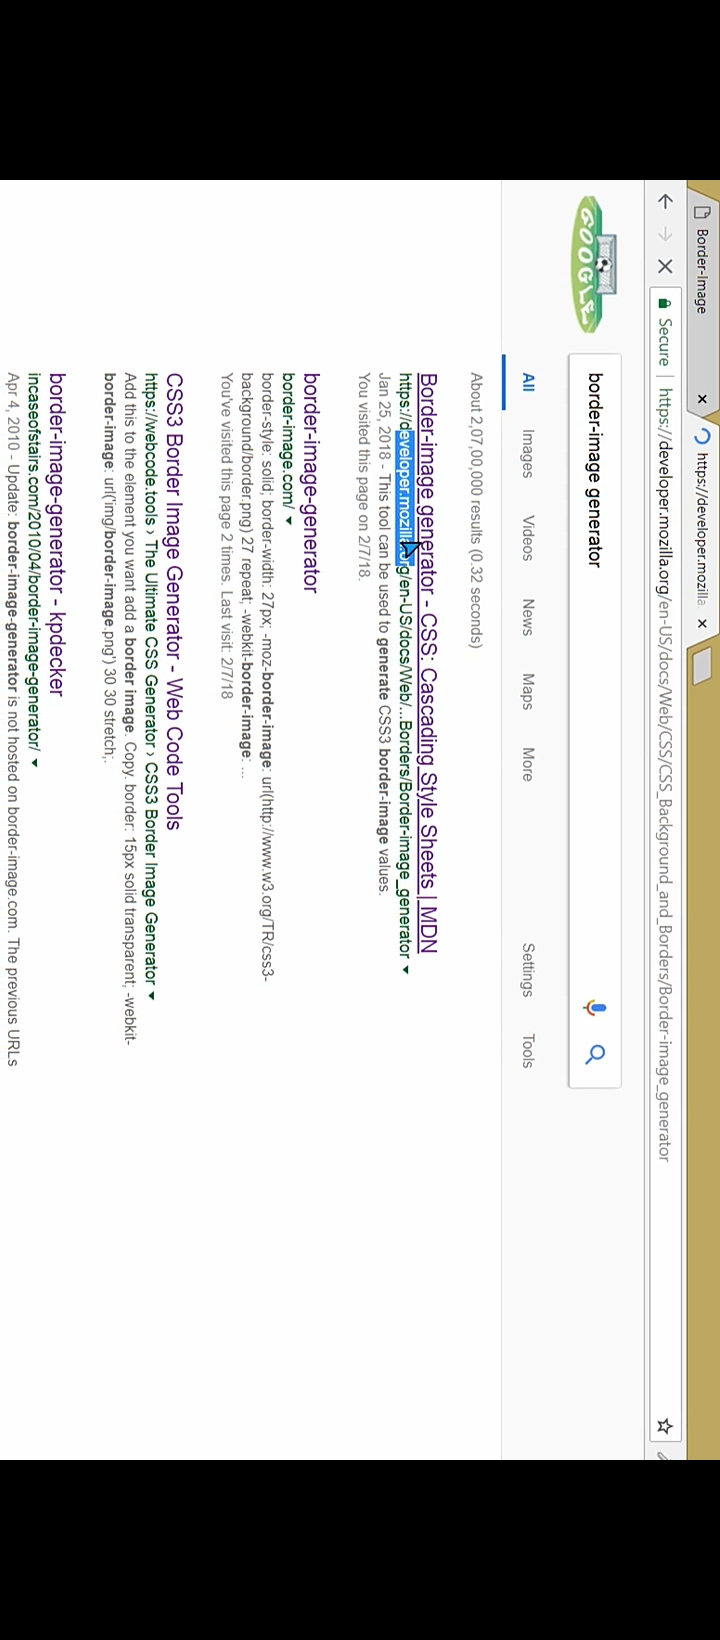 Border-Image × https://developer.mozilla ×
Secure | https://developer.mozilla.org/en-US/docs/Web/CSS/CSS_Background_and_Borders/Border-image_generator
GOOGLE border-image generator
All Images Videos News Maps More Settings Tools
About 2,07,00,000 results (0.32 seconds)
Border-image generator - CSS: Cascading Style Sheets | MDN
https://developer.mozilla.org/en-US/docs/Web/...Borders/Border-image_generator ▼
Jan 25, 2018 - This tool can be used to generate CSS3 border-image values.
You visited this page on 2/7/18.
border-image-generator
border-image.com/ ▼
border-style: solid; border-width: 27px; -moz-border-image: url(http://www.w3.org/TR/css3-
background/border.png) 27 repeat; -webkit-border-image: ...
You've visited this page 2 times. Last visit: 2/7/18
CSS3 Border Image Generator - Web Code Tools
https://webcode.tools › The Ultimate CSS Generator › CSS3 Border Image Generator ▼
Add this to the element you want add a border image. Copy. border: 15px solid transparent; -webkit-
border-image: url('img/border-image.png') 30 30 stretch;.
border-image-generator - kpdecker
incaseofstairs.com/2010/04/border-image-generator/ ▼
Apr 4, 2010 - Update: border-image-generator is not hosted on border-image.com. The previous URLs